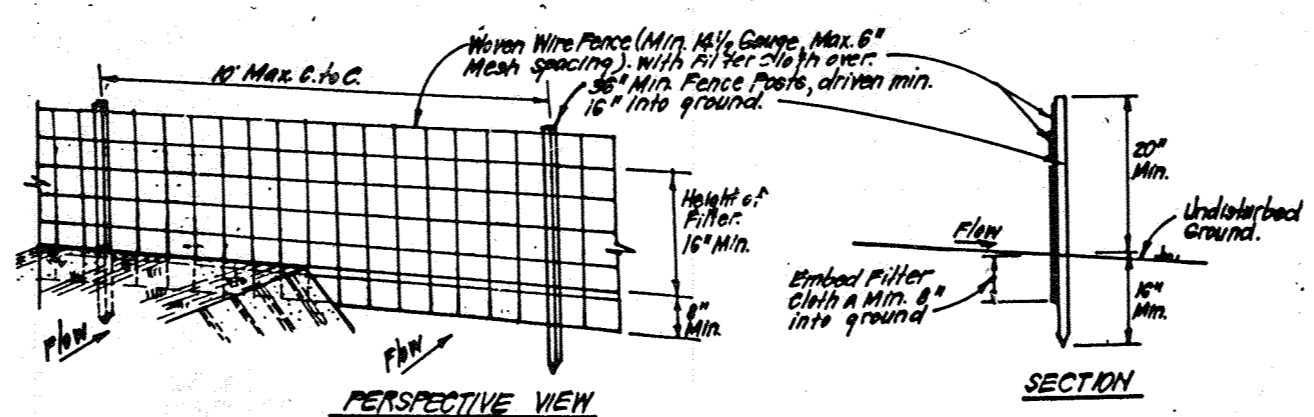 Woven Wire Fence (Min. 14½ Gauge, Max. 6"
Mesh spacing). with Filter Cloth over.
10' Max. C. to C.
36" Min. Fence Posts, driven min.
16" into ground.
Height of
Filter.
16" Min.
8"
Min.
Flow
Flow
PERSPECTIVE VIEW
20"
Min.
Undisturbed
Ground.
Flow
Embed Filter
Cloth a Min. 8"
into ground
16"
Min.
SECTION